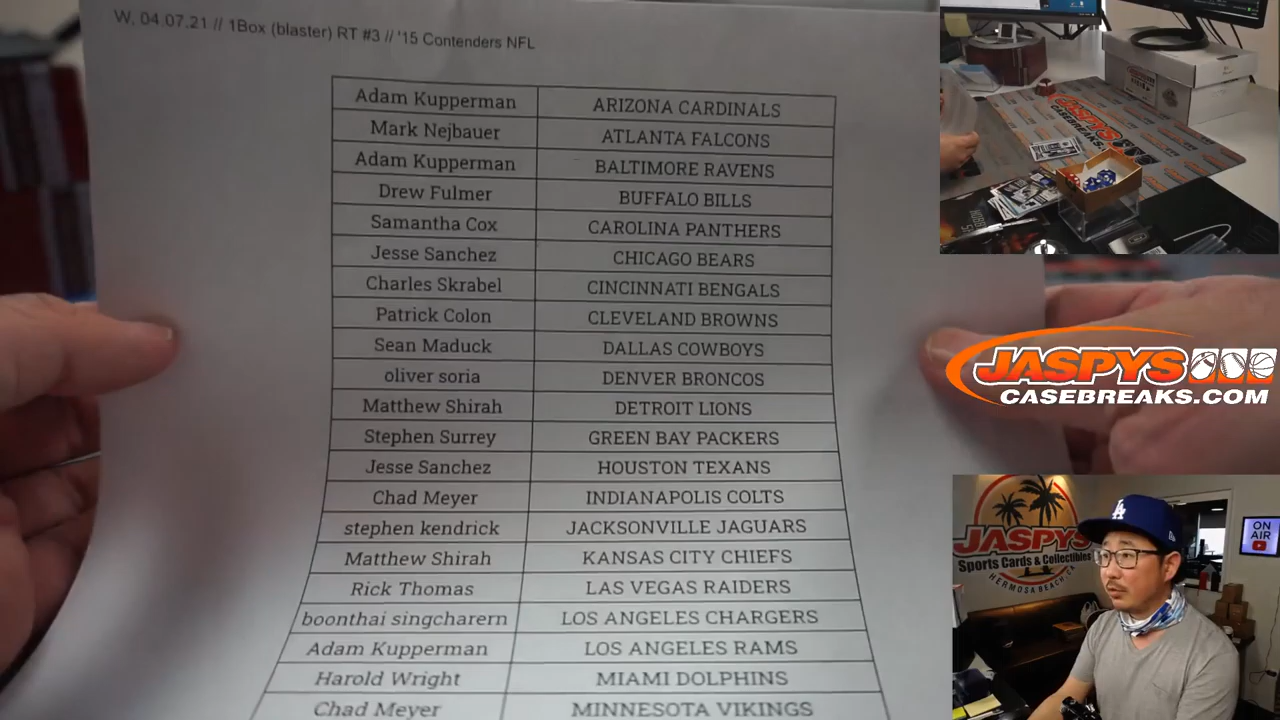 W, 04.07.21 // 1Box (blaster) RT #3 // '15 Contenders NFL
Adam Kupperman ARIZONA CARDINALS
Mark Nejbauer ATLANTA FALCONS
Adam Kupperman BALTIMORE RAVENS
Drew Fulmer BUFFALO BILLS
Samantha Cox CAROLINA PANTHERS
Jesse Sanchez CHICAGO BEARS
Charles Skrabel CINCINNATI BENGALS
Patrick Colon CLEVELAND BROWNS
Sean Maduck DALLAS COWBOYS
oliver soria DENVER BRONCOS
Matthew Shirah DETROIT LIONS
Stephen Surrey GREEN BAY PACKERS
Jesse Sanchez HOUSTON TEXANS
Chad Meyer INDIANAPOLIS COLTS
stephen kendrick JACKSONVILLE JAGUARS
Matthew Shirah KANSAS CITY CHIEFS
Rick Thomas LAS VEGAS RAIDERS
boonthai singcharern LOS ANGELES CHARGERS
Adam Kupperman LOS ANGELES RAMS
Harold Wright MIAMI DOLPHINS
Chad Meyer MINNESOTA VIKINGS
JASPYS
CASEBREAKS
JASPYS
CASEBREAKS.COM
JASPYS
Sports Cards & Collectibles
HERMOSA BEACH, CA
LA
ON
AIR